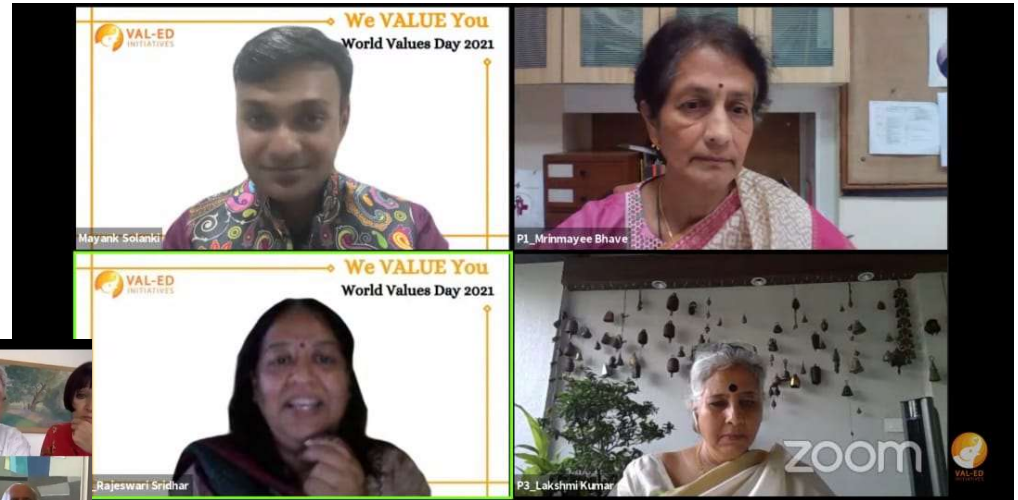 VAL-ED
INITIATIVES
We VALUE You
World Values Day 2021
Mayank Solanki
P1_Mrinmayee Bhave
VAL-ED
INITIATIVES
We VALUE You
World Values Day 2021
_Rajeswari Sridhar
P3_Lakshmi Kumar
zoom
VAL-ED
INITIATIVES